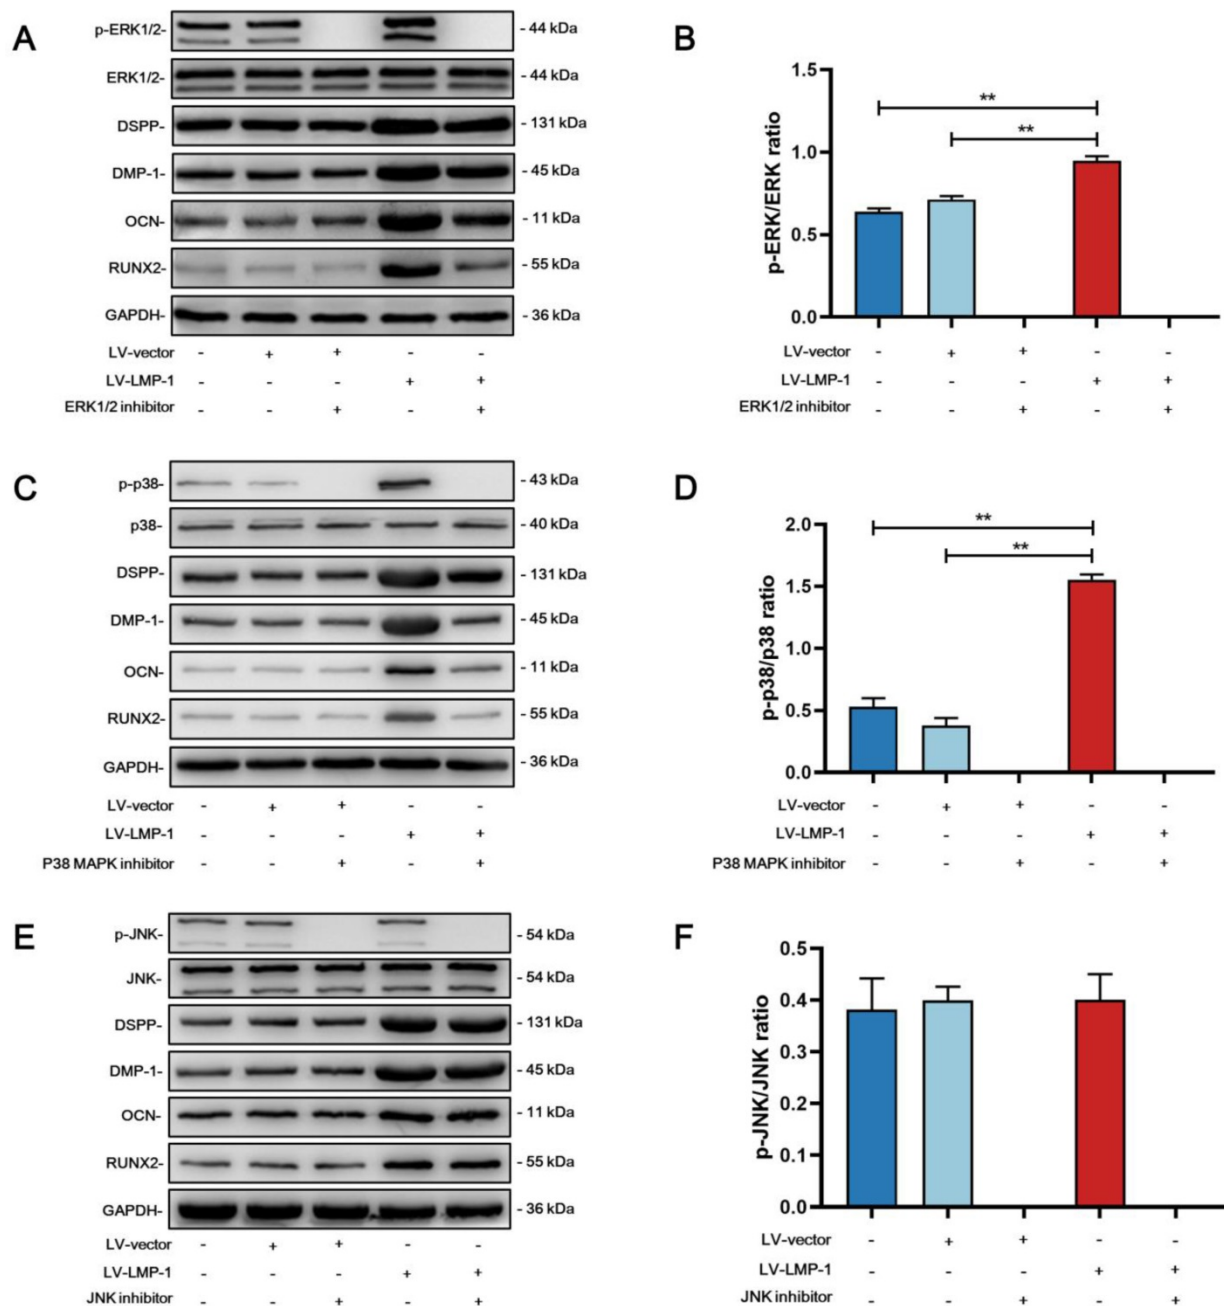 A
p-ERK1/2- - 44 kDa
ERK1/2- - 44 kDa
DSPP- - 131 kDa
DMP-1- - 45 kDa
OCN- - 11 kDa
RUNX2- - 55 kDa
GAPDH- - 36 kDa
LV-vector - + + - -
LV-LMP-1 - - - + +
ERK1/2 inhibitor - - + - +
B
p-ERK/ERK ratio
1.5
1.0
0.5
0.0
**
**
LV-vector - + + - -
LV-LMP-1 - - - + +
ERK1/2 inhibitor - - + - +
C
p-p38- - 43 kDa
p38- - 40 kDa
DSPP- - 131 kDa
DMP-1- - 45 kDa
OCN- - 11 kDa
RUNX2- - 55 kDa
GAPDH- - 36 kDa
LV-vector - + + - -
LV-LMP-1 - - - + +
P38 MAPK inhibitor - - + - +
D
p-p38/p38 ratio
2.0
1.5
1.0
0.5
0.0
**
**
LV-vector - + + - -
LV-LMP-1 - - - + +
P38 MAPK inhibitor - - + - +
E
p-JNK- - 54 kDa
JNK- - 54 kDa
DSPP- - 131 kDa
DMP-1- - 45 kDa
OCN- - 11 kDa
RUNX2- - 55 kDa
GAPDH- - 36 kDa
LV-vector - + + - -
LV-LMP-1 - - - + +
JNK inhibitor - - + - +
F
p-JNK/JNK ratio
0.5
0.4
0.3
0.2
0.1
0.0
LV-vector - + + - -
LV-LMP-1 - - - + +
JNK inhibitor - - + - +